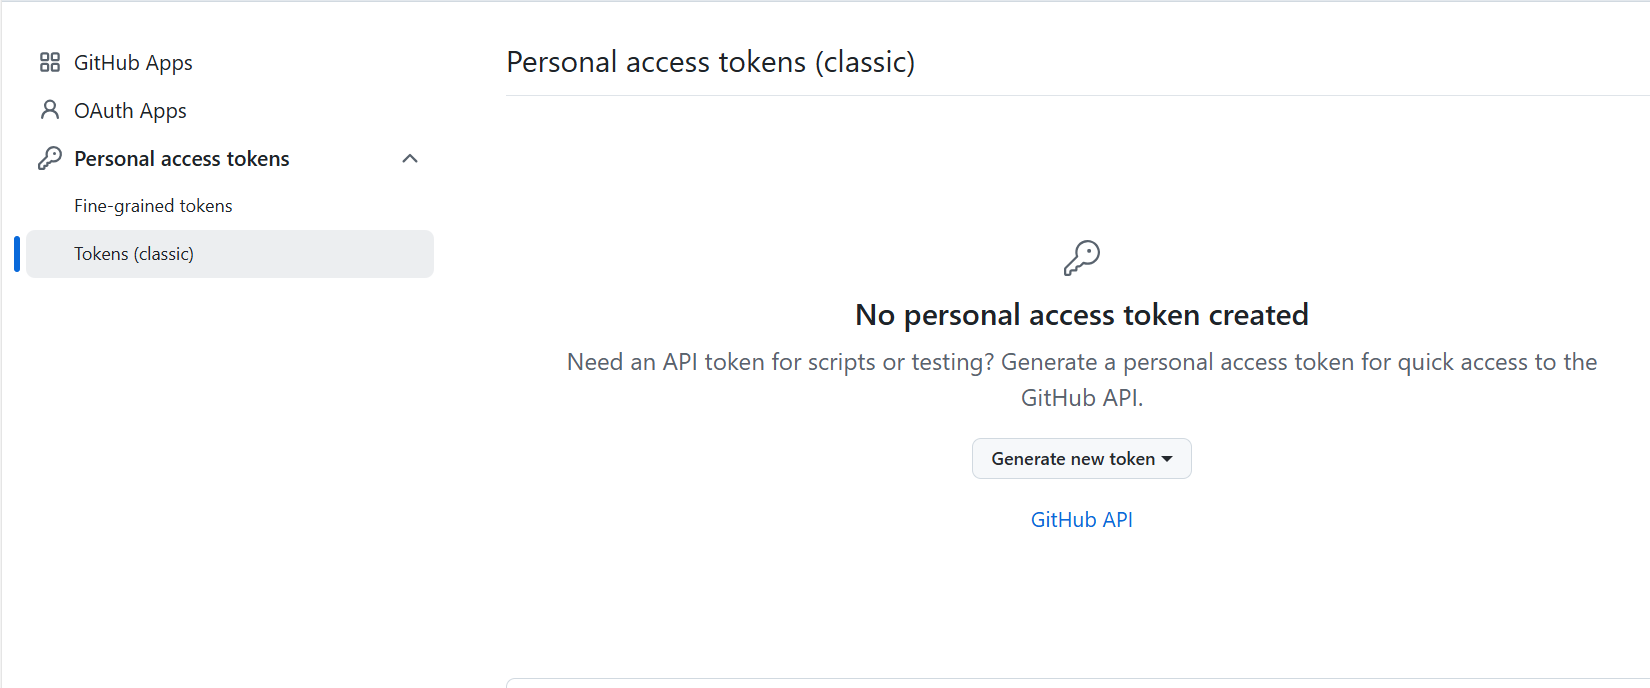 GitHub Apps
OAuth Apps
Personal access tokens
Fine-grained tokens
Tokens (classic)
Personal access tokens (classic)
No personal access token created
Need an API token for scripts or testing? Generate a personal access token for quick access to the
GitHub API.
Generate new token
GitHub API